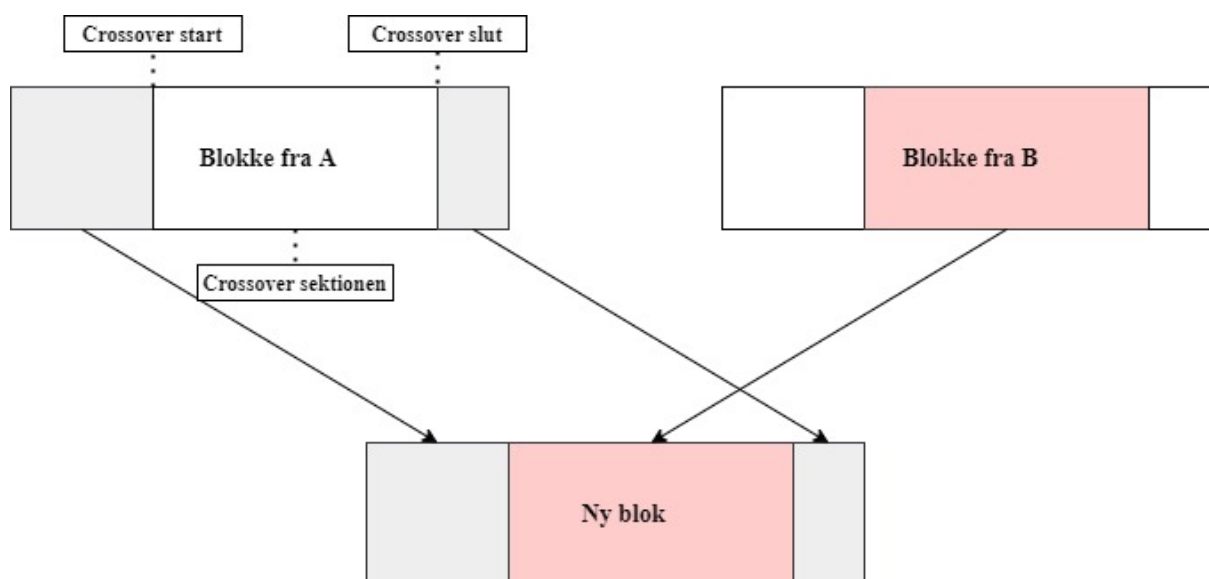 Crossover start
Crossover slut
Blokke fra A
Blokke fra B
Crossover sektionen
Ny blok